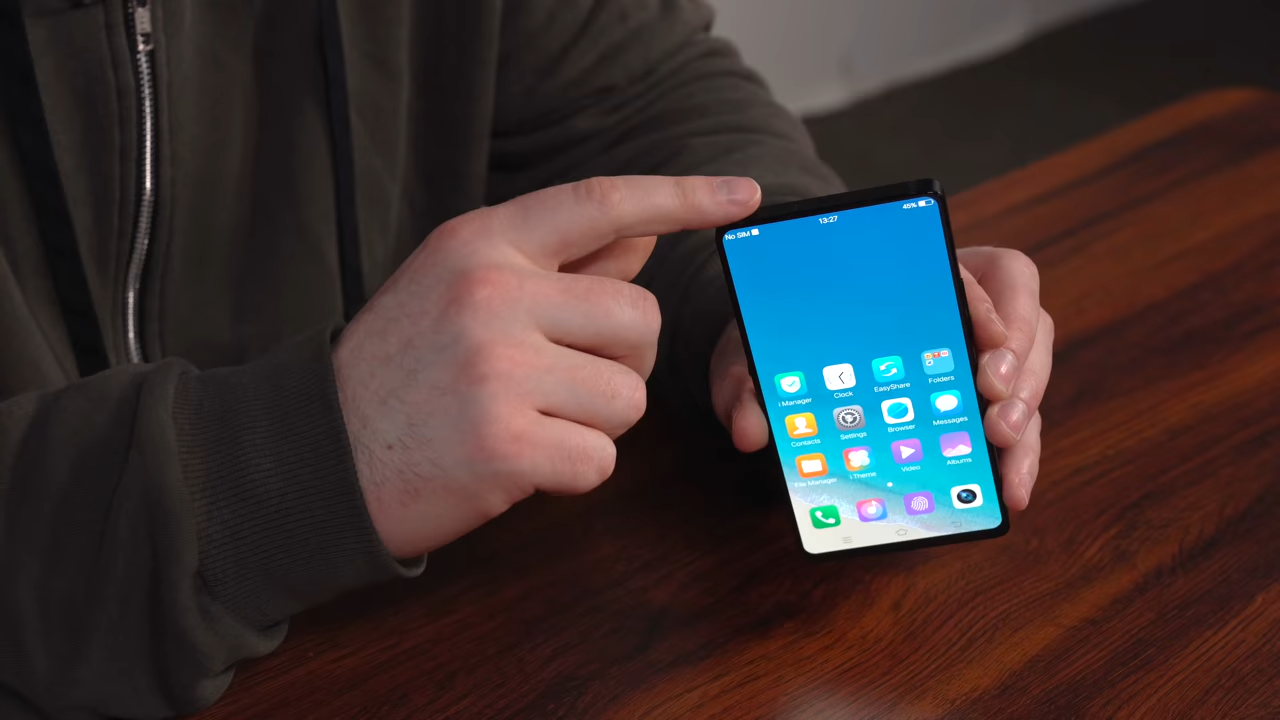 No SIM 13:27 45%
i Manager Clock EasyShare Folders
Contacts Settings Browser Messages
File Manager i Theme Video Albums